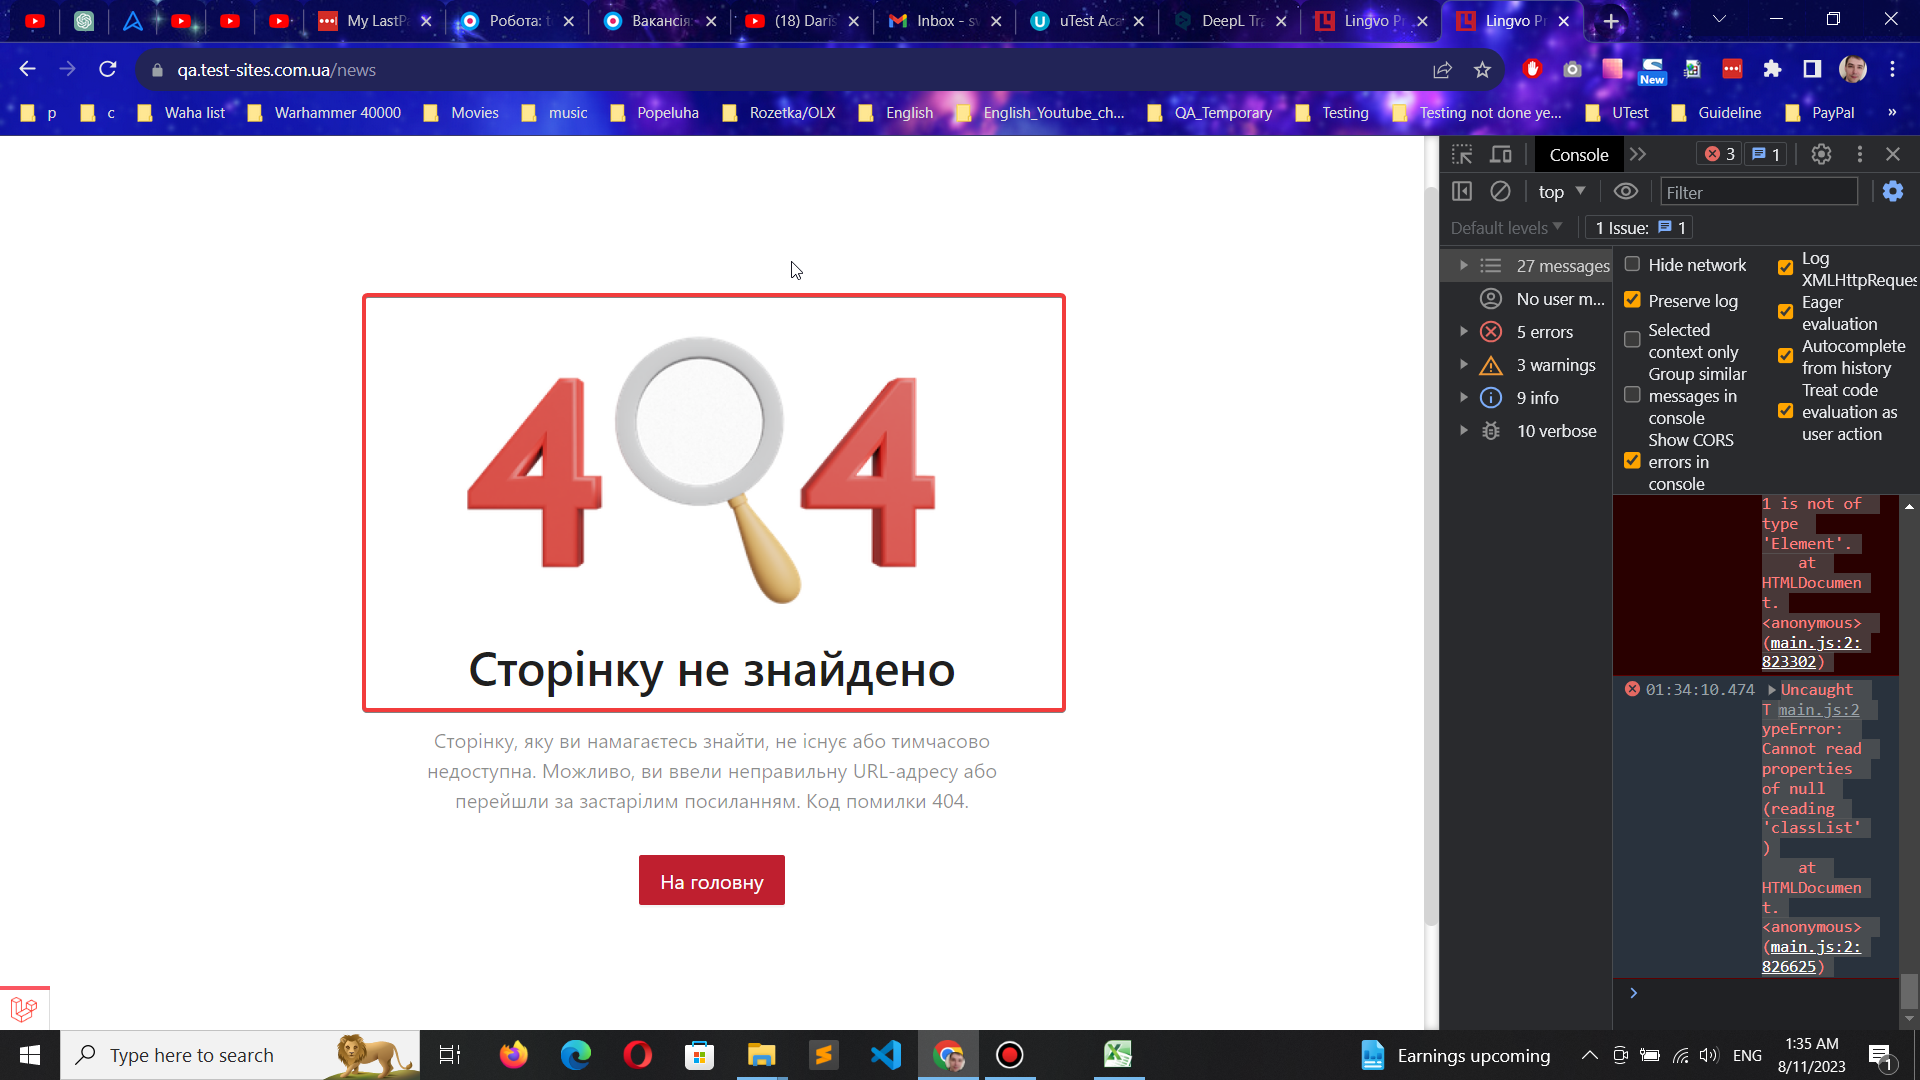 My LastPa
Робота: t
Вакансія:
(18) Daris
Inbox - sv
uTest Aca
DeepL Tra
Lingvo Pr
Lingvo Pr
qa.test-sites.com.ua/news
New
p
c
Waha list
Warhammer 40000
Movies
music
Popeluha
Rozetka/OLX
English
English_Youtube_ch...
QA_Temporary
Testing
Testing not done ye...
UTest
Guideline
PayPal
»
404
Сторінку не знайдено
Сторінку, яку ви намагаєтесь знайти, не існує або тимчасово
недоступна. Можливо, ви ввели неправильну URL-адресу або
перейшли за застарілим посиланням. Код помилки 404.
На головну
Console
3
1
top
Filter
Default levels
1 Issue: 1
27 messages
No user m...
5 errors
3 warnings
9 info
10 verbose
Hide network
Preserve log
Selected
context only
Group similar
messages in
console
Show CORS
errors in
console
Log
XMLHttpReques
Eager
evaluation
Autocomplete
from history
Treat code
evaluation as
user action
1 is not of
type
'Element'.
at
HTMLDocumen
t.
<anonymous>
(main.js:2:
823302)
01:34:10.474 Uncaught
T main.js:2
ypeError:
Cannot read
properties
of null
(reading
'classList'
)
at
HTMLDocumen
t.
<anonymous>
(main.js:2:
826625)
Type here to search
Earnings upcoming
ENG
1:35 AM
8/11/2023
1